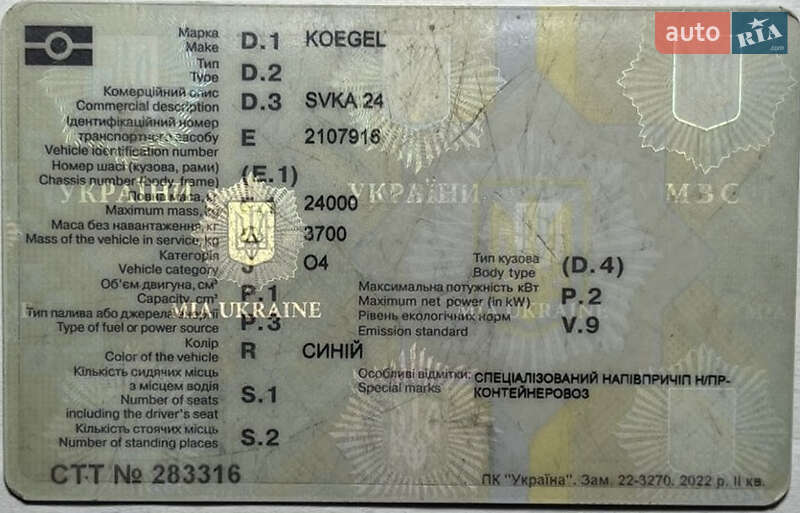 auto RIA.com
Марка
Make D.1 KOEGEL
Тип
Type D.2
Комерційний опис
Commercial description D.3 SVKA 24
Ідентифікаційний номер
транспортного засобу
Vehicle identification number E 2107916
Номер шасі (кузова, рами)
Chassis number (body, frame) (E.1)
УКРАЇНИ УКРАЇНИ МЗС
Повна маса,
Maximum mass, 24000
Маса без навантаження, кг
Mass of the vehicle in service, kg 3700
Категорія
Vehicle category J O4
Тип кузова
Body type (D.4)
Об'єм двигуна, см³
Capacity, cm³ P.1
Максимальна потужність кВт
Maximum net power (in kW) P.2
MIA UKRAINE MIA UKRAINE
Тип палива або джерела
Type of fuel or power source P.3
Рівень екологічних норм
Emission standard V.9
Колір
Color of the vehicle R СИНІЙ
Кількість сидячих місць
з місцем водія
Number of seats
including the driver's seat S.1
Особливі відмітки:
Special marks СПЕЦІАЛІЗОВАНИЙ НАПІВПРИЧІП Н/ПР-
КОНТЕЙНЕРОВОЗ
Кількість стоячих місць
Number of standing places S.2
СТТ № 283316
ПК "Україна". Зам. 22-3270. 2022 р. II кв.